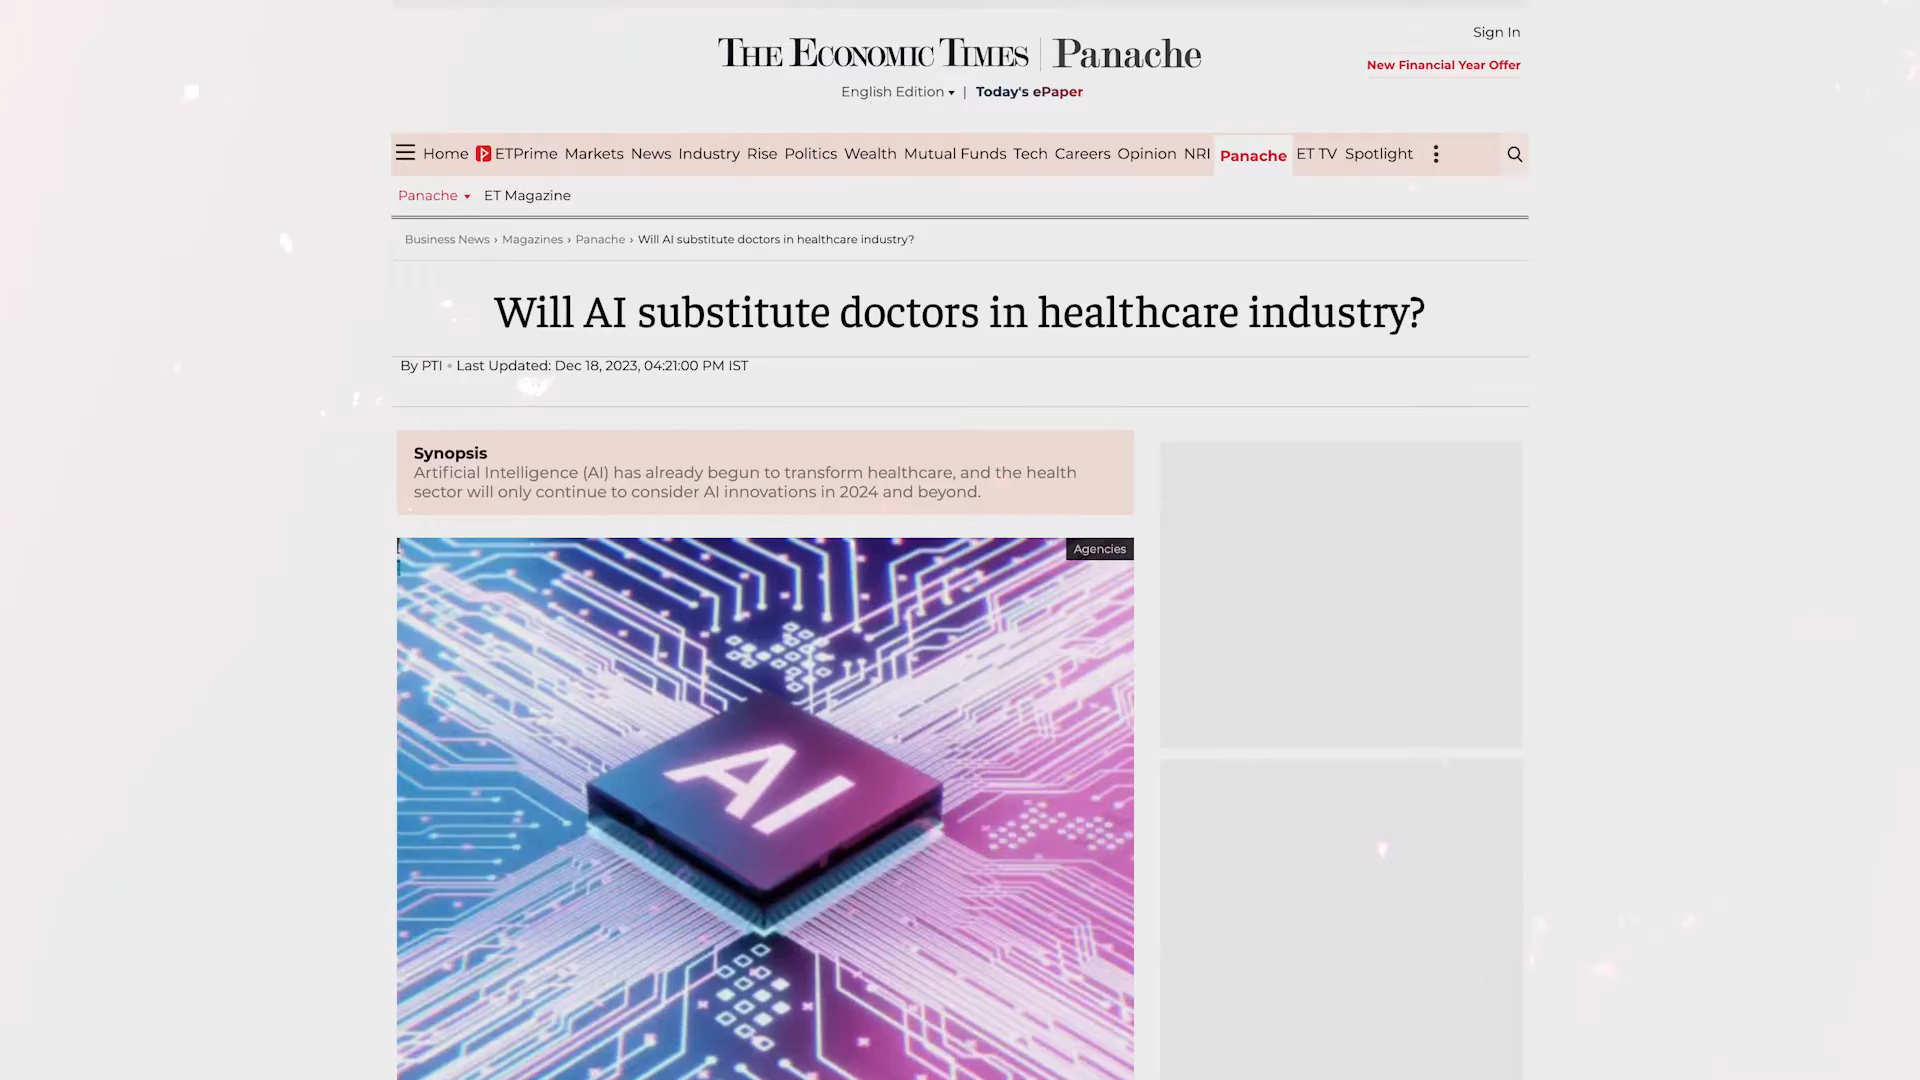 Sign In
THE ECONOMIC TIMES | Panache
New Financial Year Offer
English Edition | Today's ePaper
Home ETPrime Markets News Industry Rise Politics Wealth Mutual Funds Tech Careers Opinion NRI Panache ET TV Spotlight
Panache ET Magazine
Business News › Magazines › Panache › Will AI substitute doctors in healthcare industry?
Will AI substitute doctors in healthcare industry?
By PTI • Last Updated: Dec 18, 2023, 04:21:00 PM IST
Synopsis
Artificial Intelligence (AI) has already begun to transform healthcare, and the health
sector will only continue to consider AI innovations in 2024 and beyond.
Agencies
AI